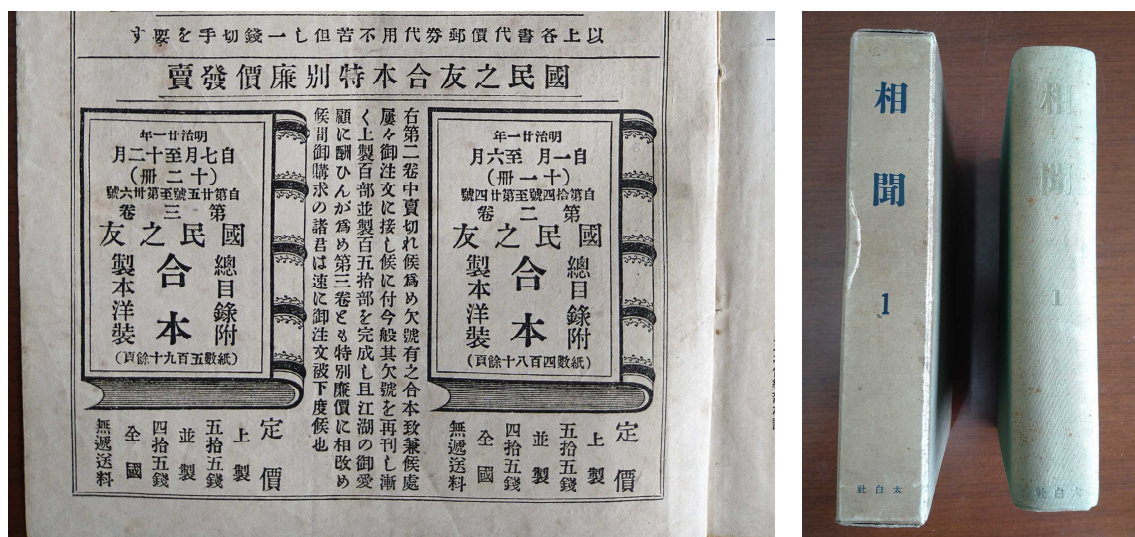 以上各書代價郵券代用不苦但し一錢切手を要す
國民之友合本特別廉價發賣
明治廿一年
自一月至六月
(十一冊)
自第拾四號至第廿四號
第二卷
國民之友
總目錄附
合本
製本洋裝
(紙數四百八十餘頁)
定價
上製
五拾五錢
並製
四拾五錢
全國
無遞送料
右第二卷中賣切れ候爲め欠號有之合本致兼候處
屢々御注文に接し候に付今般其欠號を再刊し漸
く上製百部並製百五拾部を完成し且江湖の御愛
顧に酬ひんが爲め第三卷とも特別廉價に相改め
候間御購求の諸君は速に御注文被下度候也
明治廿一年
自七月至十二月
(十二冊)
自第廿五號至第卅六號
第三卷
國民之友
總目錄附
合本
製本洋裝
(紙數五百九十餘頁)
定價
上製
五拾五錢
並製
四拾五錢
全國
無遞送料
相聞
1
太白社
相聞
1
太白社